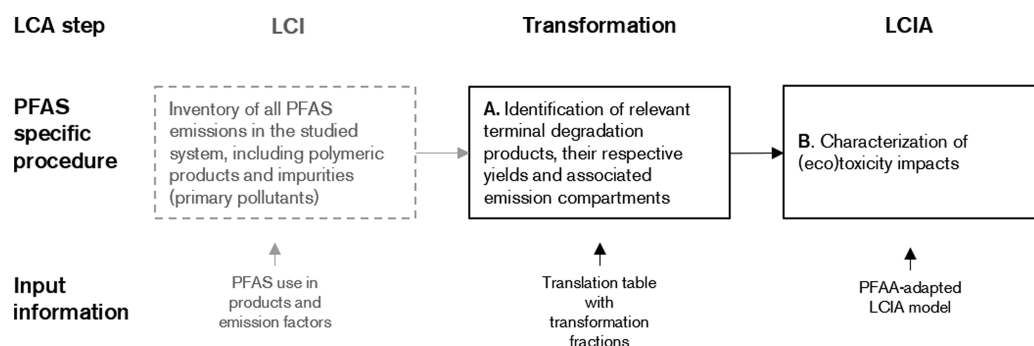 LCA step
LCI
Transformation
LCIA
PFAS
specific
procedure
Inventory of all PFAS
emissions in the studied
system, including polymeric
products and impurities
(primary pollutants)
A. Identification of relevant
terminal degradation
products, their respective
yields and associated
emission compartments
B. Characterization of
(eco)toxicity impacts
Input
information
PFAS use in
products and
emission factors
Translation table
with
transformation
fractions
PFAA-adapted
LCIA model